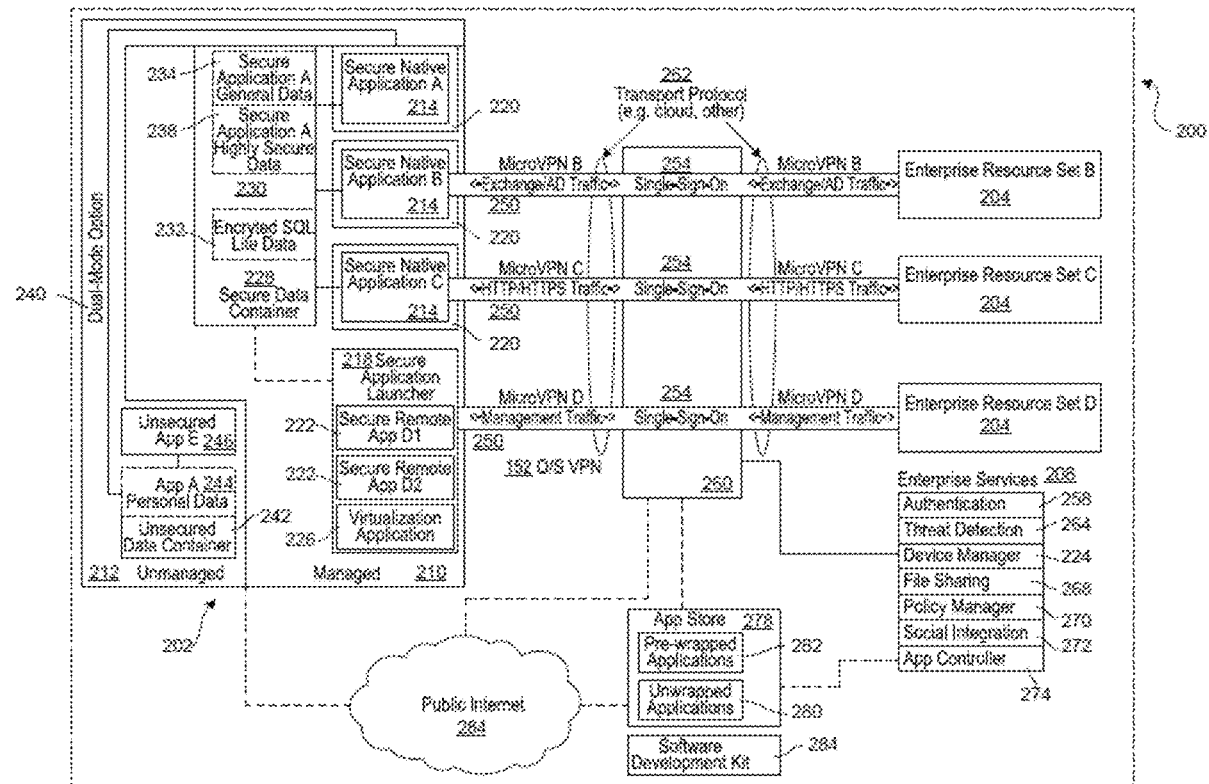 200
Dual-Mode Option
240
234
Secure
Application A
General Data
238
Secure
Application A
Highly Secure
Data
230
233
Encryted SQL
Lite Data
228
Secure Data
Container
Secure Native
Application A
214
220
Secure Native
Application B
214
220
Secure Native
Application C
214
220
262
Transport Protocol
(e.g. cloud, other)
MicroVPN B
Exchange/AD Traffic
250
254
Single-Sign-On
MicroVPN B
Exchange/AD Traffic
Enterprise Resource Set B
204
MicroVPN C
HTTP/HTTPS Traffic
250
254
Single-Sign-On
MicroVPN C
HTTP/HTTPS Traffic
Enterprise Resource Set C
204
MicroVPN D
Management Traffic
250
254
Single-Sign-On
MicroVPN D
Management Traffic
Enterprise Resource Set D
204
O/S VPN
260
218 Secure
Application
Launcher
222
Secure Remote
App D1
Secure Remote
App D2
226
Virtualization
Application
Unsecured
App E 246
App A 244
Personal Data
Unsecured
Data Container
242
212 Unmanaged
Managed 210
202
Enterprise Services 208
Authentication
258
Threat Detection
264
Device Manager
224
File Sharing
268
Policy Manager
270
Social Integration
272
App Controller
274
App Store 278
Pre-wrapped
Applications
282
Unwrapped
Applications
280
Software
Development Kit
284
Public Internet
284